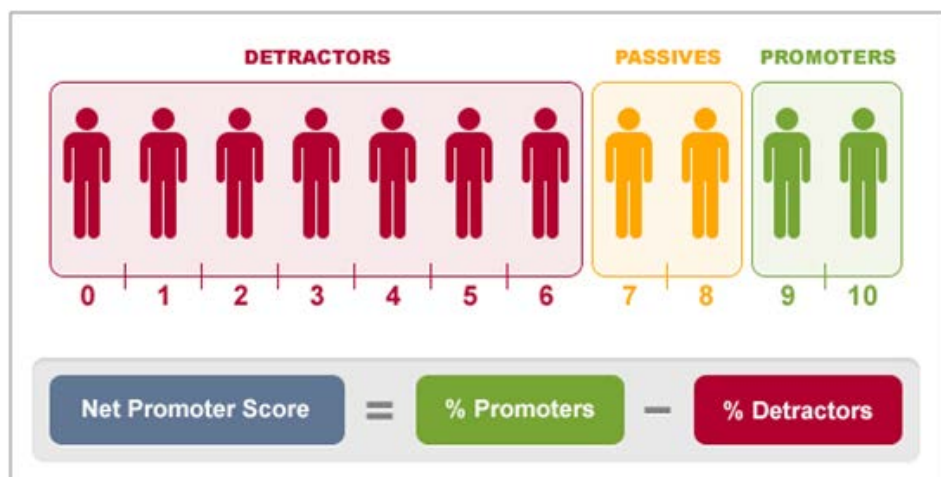 DETRACTORS PASSIVES PROMOTERS
0 1 2 3 4 5 6 7 8 9 10
Net Promoter Score = % Promoters − % Detractors